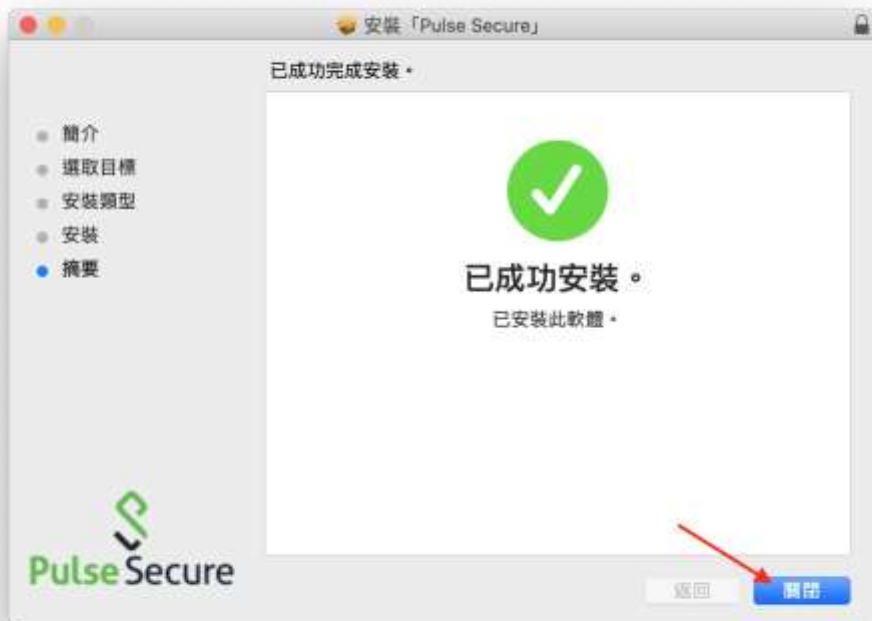 安裝「Pulse Secure」
已成功完成安裝。
簡介
選取目標
安裝類型
安裝
摘要
已成功安裝。
已安裝此軟體。
Pulse Secure
返回
關閉